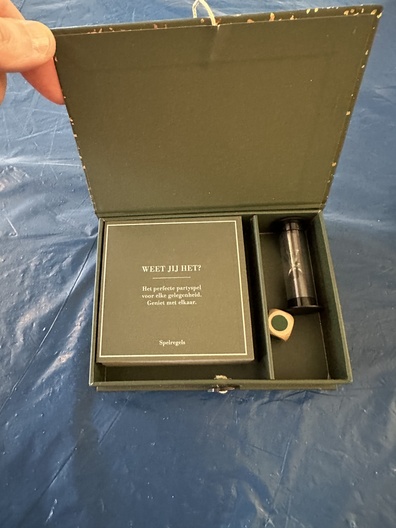 WEET JIJ HET?
Het perfecte partyspel
voor elke gelegenheid.
Geniet met elkaar.
Spelregels